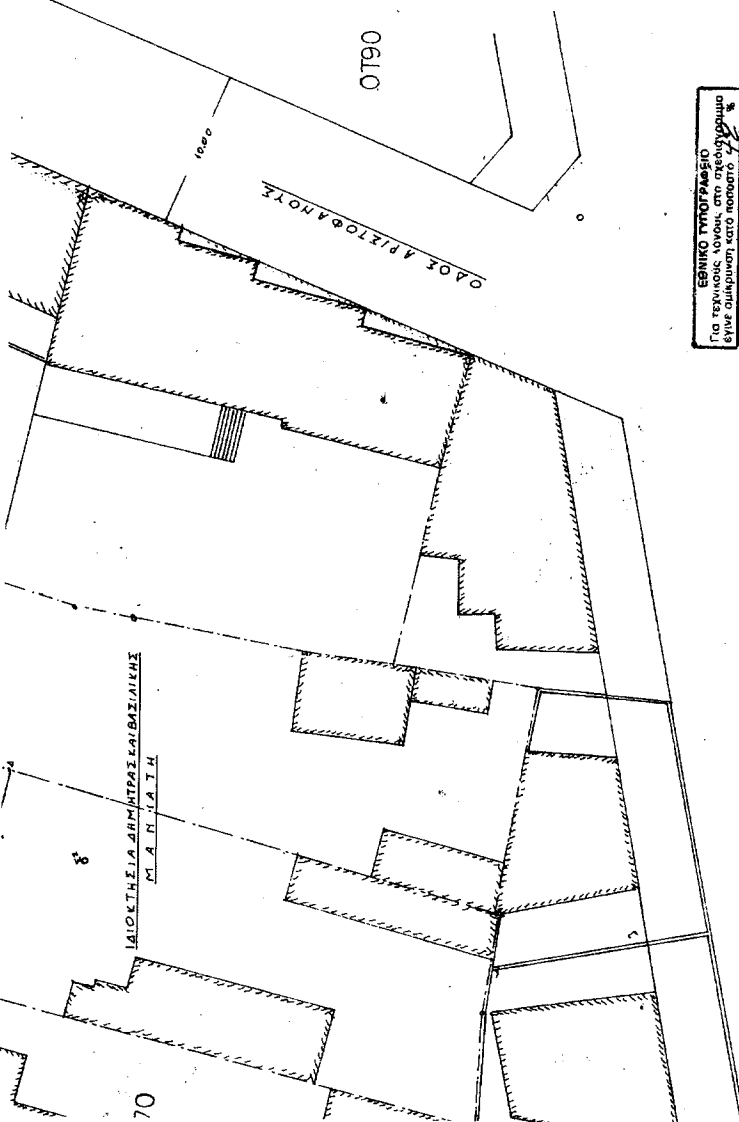 ΟΤ90
10.00
ΟΔΟΣ ΑΡΙΣΤΟΦΑΝΟΥΣ
ΕΘΝΙΚΟ ΤΥΠΟΓΡΑΦΕΙΟ
Για τεχνικούς λόγους στο σχεδιάγραμμα
έγινε σμίκρυνση κατά ποσοστό %
ΙΔΙΟΚΤΗΣΙΑ ΔΗΜΗΤΡΑΣ ΚΑΙ ΒΑΣΙΛΙΚΗΣ
ΜΑΝΙΑΤΗ
70